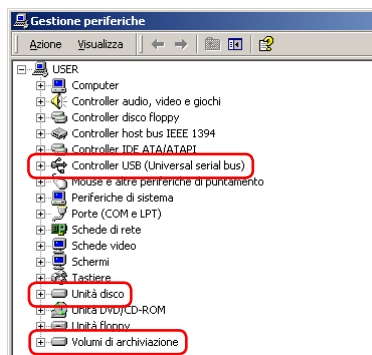 Gestione periferiche
Azione Visualizza
USER
Computer
Controller audio, video e giochi
Controller disco floppy
Controller host bus IEEE 1394
Controller IDE ATA/ATAPI
Controller USB (Universal serial bus)
Mouse e altre periferiche di puntamento
Periferiche di sistema
Porte (COM e LPT)
Schede di rete
Schede video
Schermi
Tastiere
Unità disco
Unità DVD/CD-ROM
Unità floppy
Volumi di archiviazione